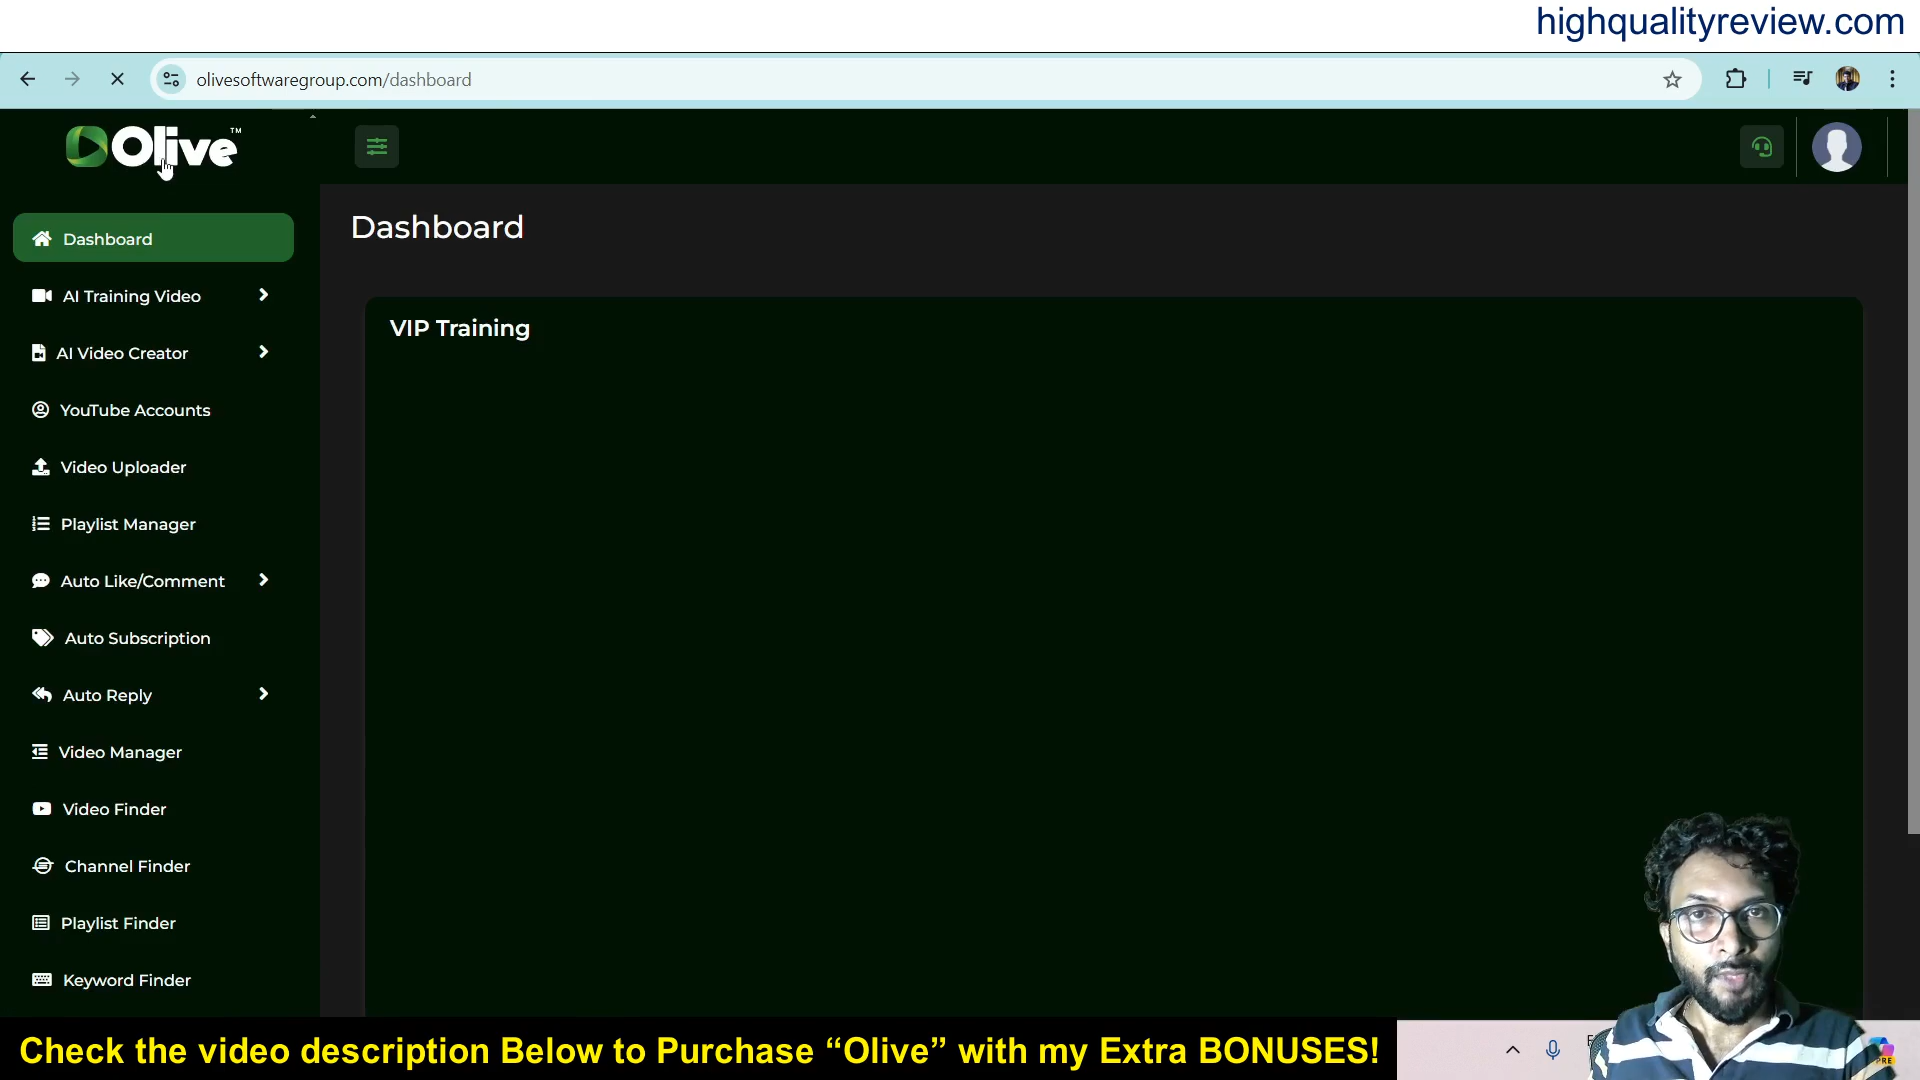 highqualityreview.com
olivesoftwaregroup.com/dashboard
Olive™
Dashboard
Dashboard
AI Training Video
VIP Training
AI Video Creator
YouTube Accounts
Video Uploader
Playlist Manager
Auto Like/Comment
Auto Subscription
Auto Reply
Video Manager
Video Finder
Channel Finder
Playlist Finder
Keyword Finder
Check the video description Below to Purchase “Olive” with my Extra BONUSES!
PRE